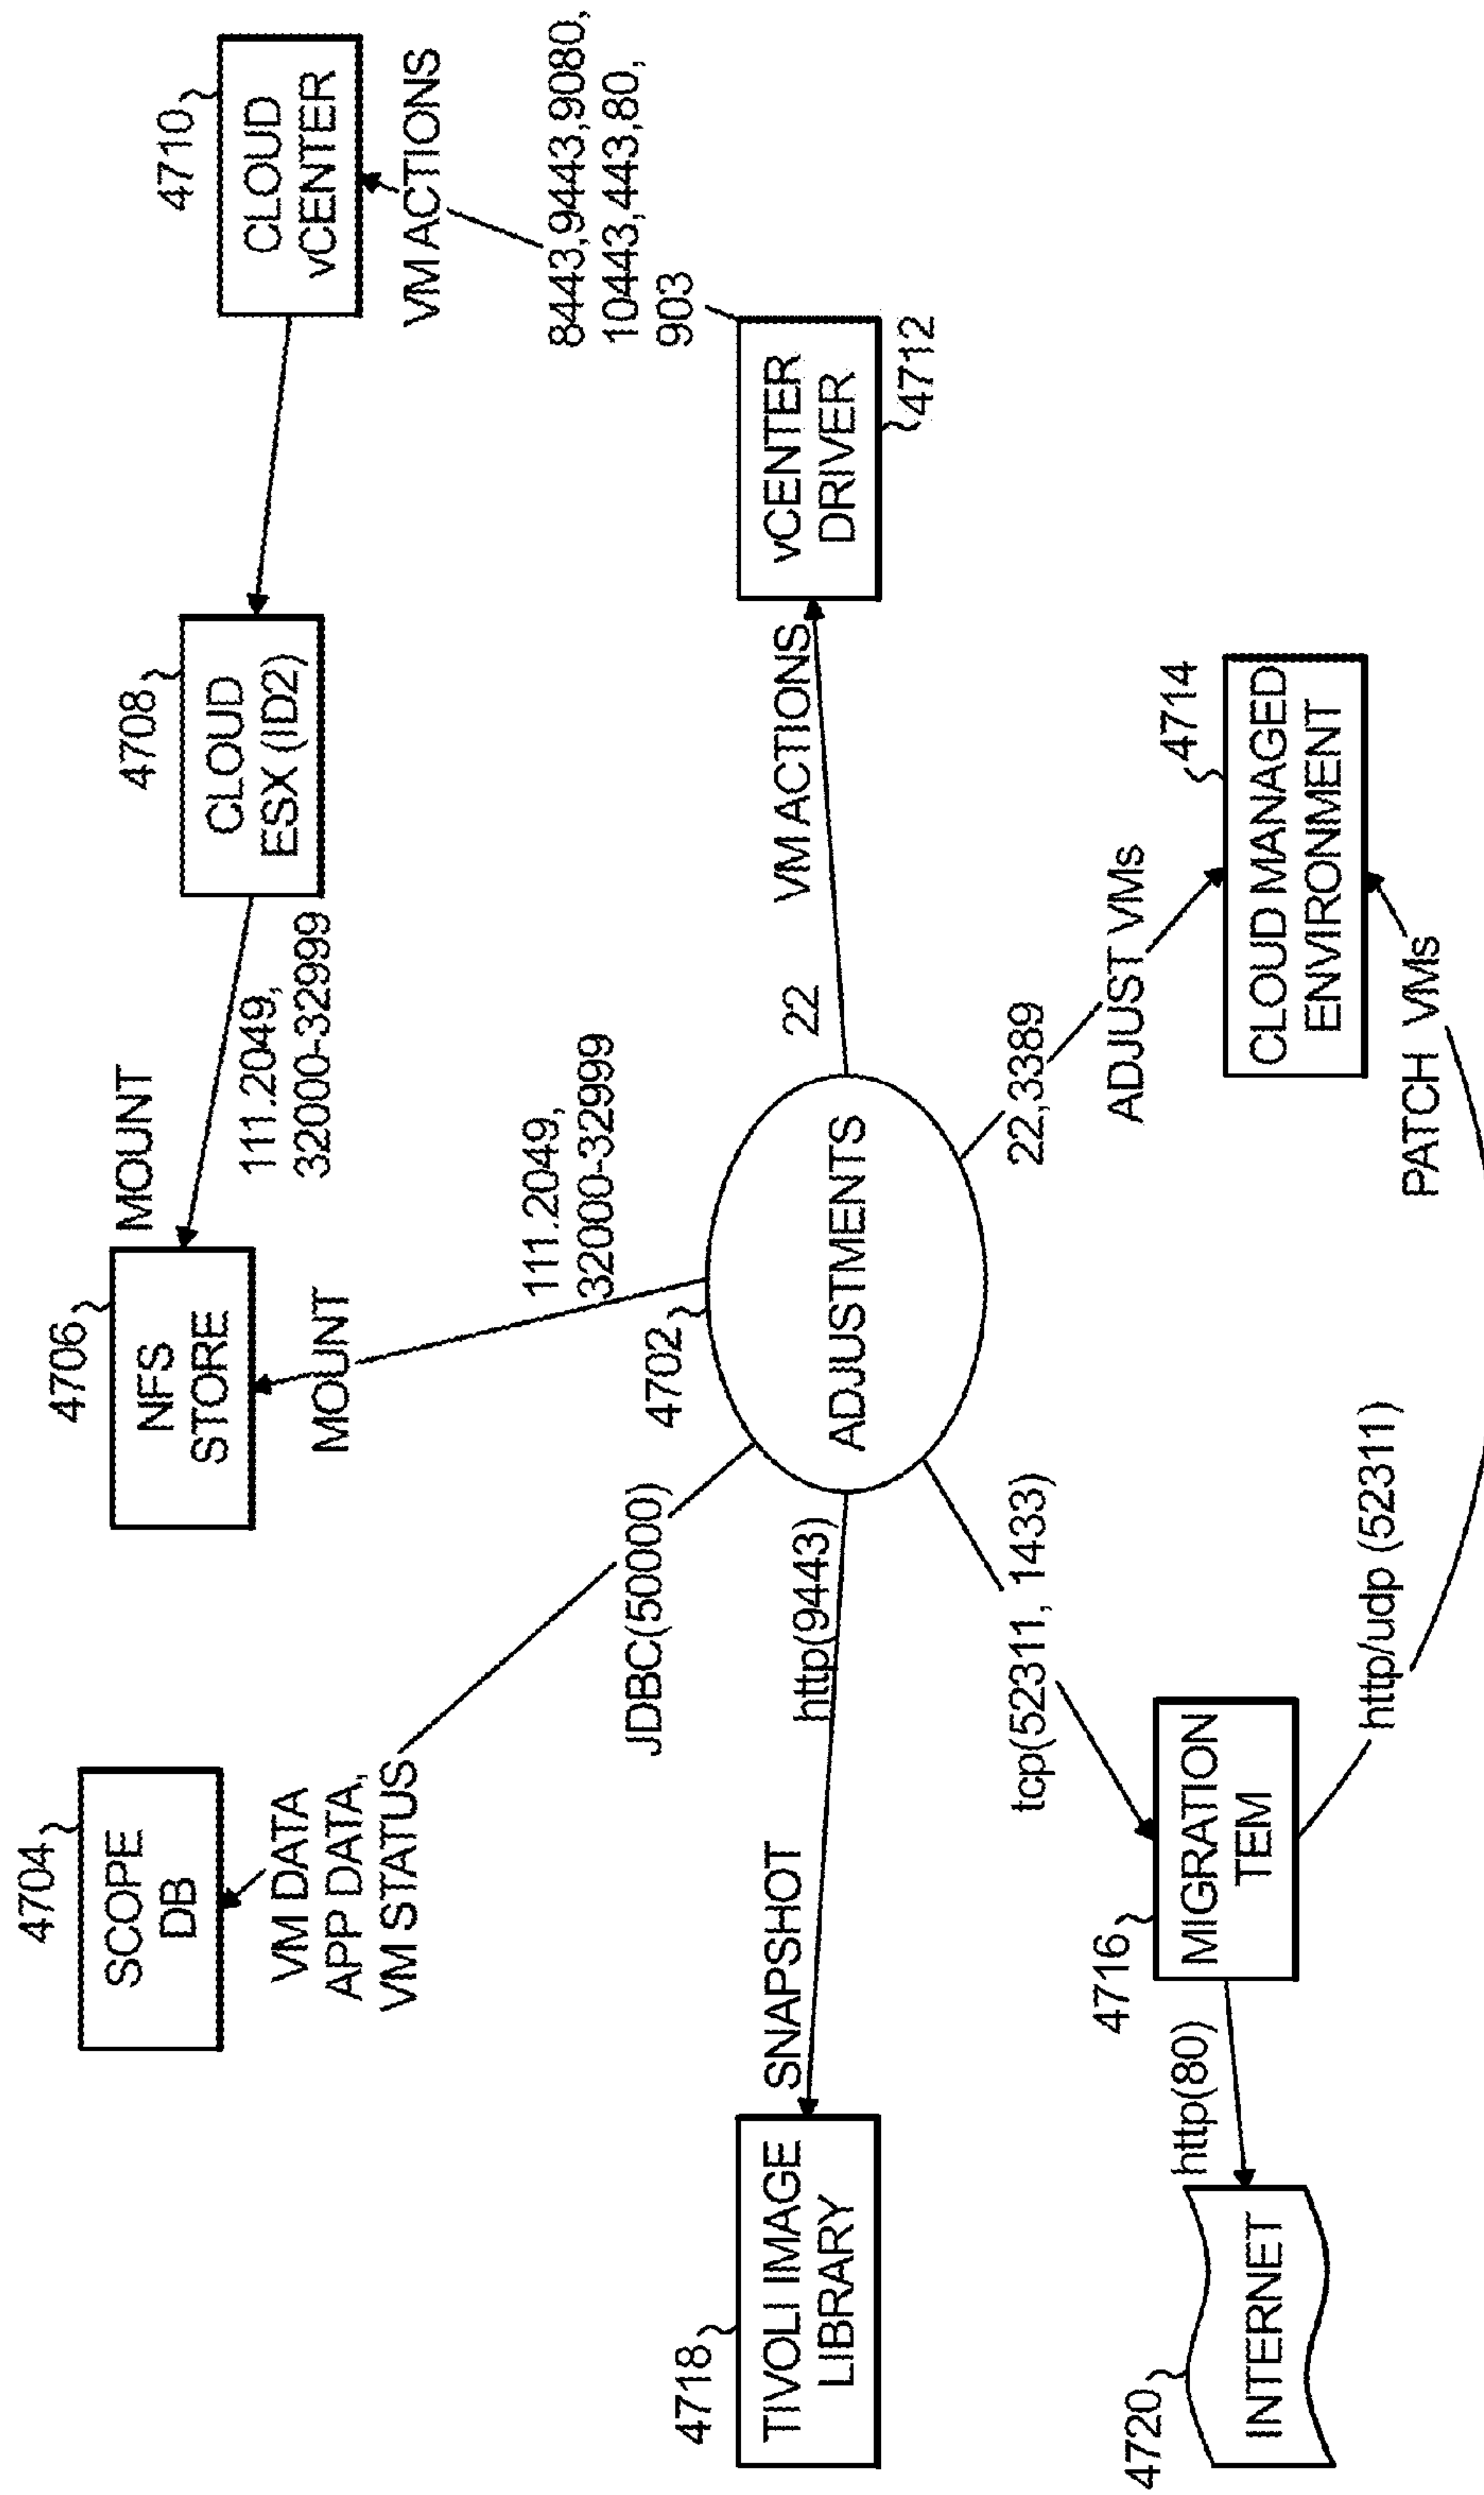 4704
SCOPE
DB
VM DATA
APP DATA,
VM STATUS
JDBC(50000)
4706
NFS
STORE
MOUNT
MOUNT
111.2049,
32000-32999
111.2049,
32000-32999
4708
CLOUD
ESX (ID2)
4710
CLOUD
vCENTER
VM ACTIONS
8443,9443,9080,
10443,443,80,
903
4718
TIVOLI IMAGE
LIBRARY
SNAPSHOT
http(9443)
4702
ADJUSTMENTS
22
VM ACTIONS
vCENTER
DRIVER
4712
4720
INTERNET
http(80)
4716
MIGRATION
TEM
tcp(52311, 1433)
22,3389
ADJUST VMs
4714
CLOUD MANAGED
ENVIRONMENT
http/udp (52311)
PATCH VMs